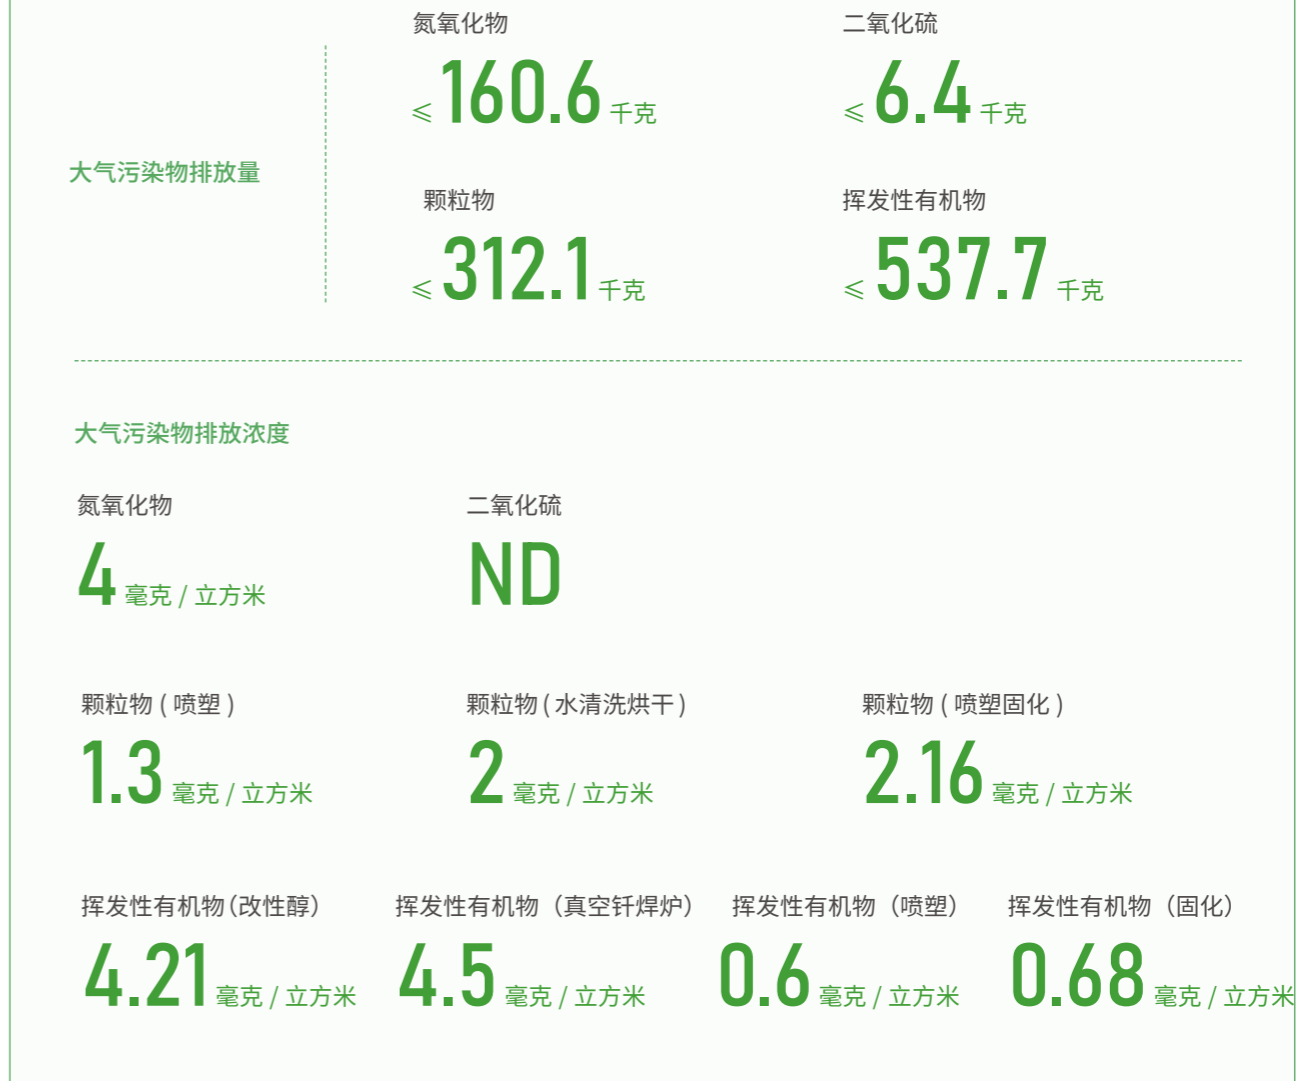 氮氧化物
二氧化硫
≤ 160.6 千克
≤ 6.4 千克
大气污染物排放量
颗粒物
挥发性有机物
≤ 312.1 千克
≤ 537.7 千克
大气污染物排放浓度
氮氧化物
二氧化硫
4 毫克 / 立方米
ND
颗粒物 ( 喷塑 )
颗粒物 ( 水清洗烘干 )
颗粒物 ( 喷塑固化 )
1.3 毫克 / 立方米
2 毫克 / 立方米
2.16 毫克 / 立方米
挥发性有机物（改性醇）
挥发性有机物（真空钎焊炉）
挥发性有机物（喷塑）
挥发性有机物（固化）
4.21 毫克 / 立方米
4.5 毫克 / 立方米
0.6 毫克 / 立方米
0.68 毫克 / 立方米